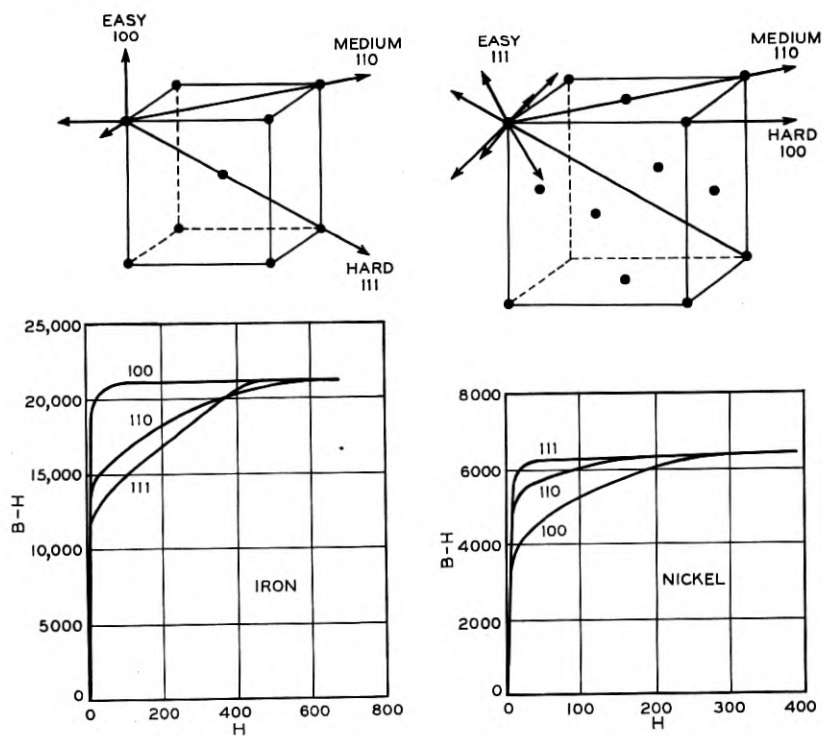 EASY
100
MEDIUM
110
HARD
111
EASY
111
MEDIUM
110
HARD
100
25,000
20,000
15,000
10,000
5000
0
B-H
100
110
111
IRON
0
200
400
600
800
H
8000
6000
4000
2000
0
B-H
111
110
100
NICKEL
0
100
200
300
400
H